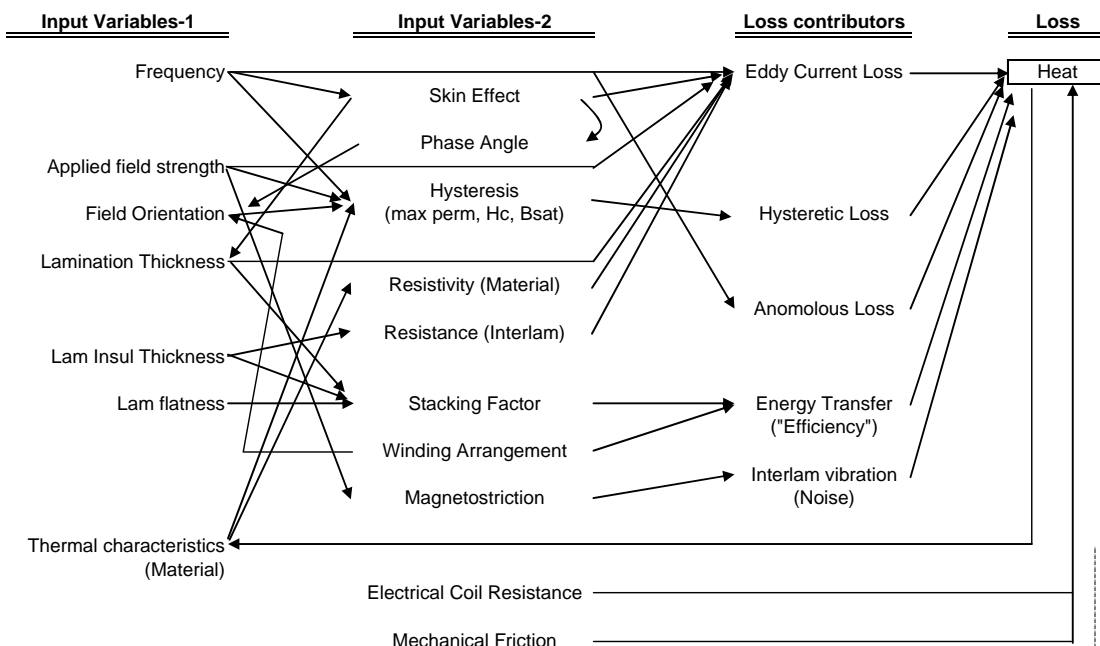 Input Variables-1 Input Variables-2 Loss contributors Loss
Frequency
Skin Effect
Eddy Current Loss
Heat
Phase Angle
Applied field strength
Hysteresis
(max perm, Hc, Bsat)
Field Orientation
Hysteretic Loss
Lamination Thickness
Resistivity (Material)
Anomolous Loss
Resistance (Interlam)
Lam Insul Thickness
Lam flatness
Stacking Factor
Energy Transfer
("Efficiency")
Winding Arrangement
Interlam vibration
(Noise)
Magnetostriction
Thermal characteristics
(Material)
Electrical Coil Resistance
Mechanical Friction